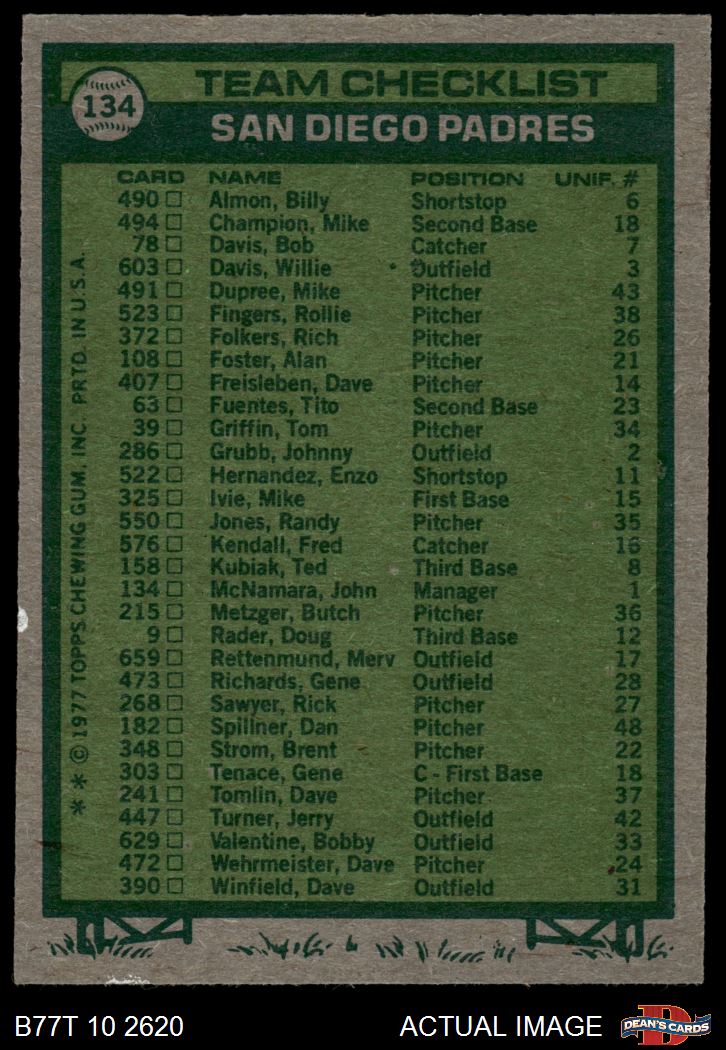 134
TEAM CHECKLIST
SAN DIEGO PADRES
CARD NAME POSITION UNIF. #
490 Almon, Billy Shortstop 6
494 Champion, Mike Second Base 18
78 Davis, Bob Catcher 7
603 Davis, Willie Outfield 3
491 Dupree, Mike Pitcher 43
523 Fingers, Rollie Pitcher 38
372 Folkers, Rich Pitcher 26
108 Foster, Alan Pitcher 21
407 Freisleben, Dave Pitcher 14
63 Fuentes, Tito Second Base 23
39 Griffin, Tom Pitcher 34
286 Grubb, Johnny Outfield 2
522 Hernandez, Enzo Shortstop 11
325 Ivie, Mike First Base 15
550 Jones, Randy Pitcher 35
576 Kendall, Fred Catcher 16
158 Kubiak, Ted Third Base 8
134 McNamara, John Manager 1
215 Metzger, Butch Pitcher 36
9 Rader, Doug Third Base 12
659 Rettenmund, Merv Outfield 17
473 Richards, Gene Outfield 28
268 Sawyer, Rick Pitcher 27
182 Spillner, Dan Pitcher 48
348 Strom, Brent Pitcher 22
303 Tenace, Gene C - First Base 18
241 Tomlin, Dave Pitcher 37
447 Turner, Jerry Outfield 42
629 Valentine, Bobby Outfield 33
472 Wehrmeister, Dave Pitcher 24
390 Winfield, Dave Outfield 31
* * © 1977 TOPPS CHEWING GUM, INC. PRTD. IN U.S.A.
B77T 10 2620 ACTUAL IMAGE
DEAN'S CARDS